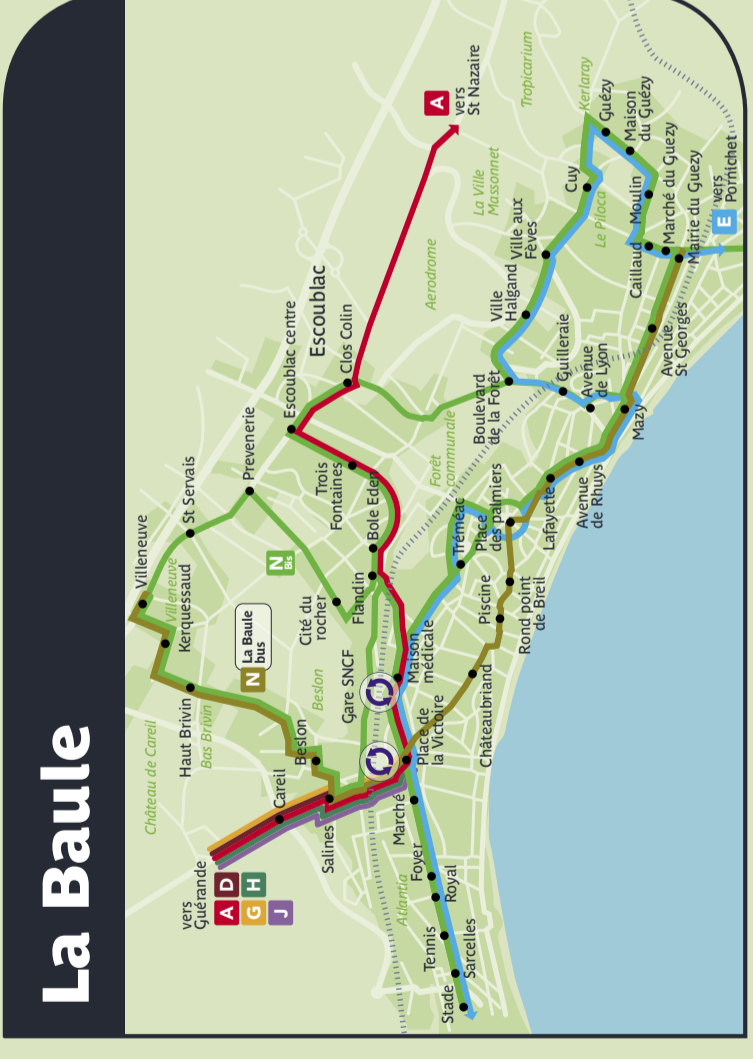 La Baule
vers
Guérande
A
D
G
H
J
Château de Careil
Haut Brivin
Bas Brivin
Kerquessaud
Villeneuve
Villeneuve
St Servais
Prevenerie
N
La Baule
bus
N
Bis
Beslon
Beslon
Careil
Salines
Cité du
rocher
Gare SNCF
Flandin
Bole Eden
Trois
Fontaines
Escoublac centre
Escoublac
Clos Colin
A
vers
St Nazaire
Aerodrome
Tropicarium
La Ville
Massonnet
Kerlaray
Forêt
communale
Stade
Sarcelles
Tennis
Royal
Foyer
Atlantia
Marché
Place de
la Victoire
Maison
médicale
Châteaubriand
Piscine
Rond point
de Breil
Tréméac
Place
des palmiers
Lafayette
Avenue
de Rhuys
Mazy
Boulevard
de la Forêt
Guilleraie
Avenue
de Lyon
Avenue
St Georges
Ville
Halgand
Ville aux
Fèves
Cuy
Le Piloca
Guézy
Maison
du Guézy
Moulin
Caillaud
Marché du Guezy
Mairie du Guezy
E
vers
Pornichet